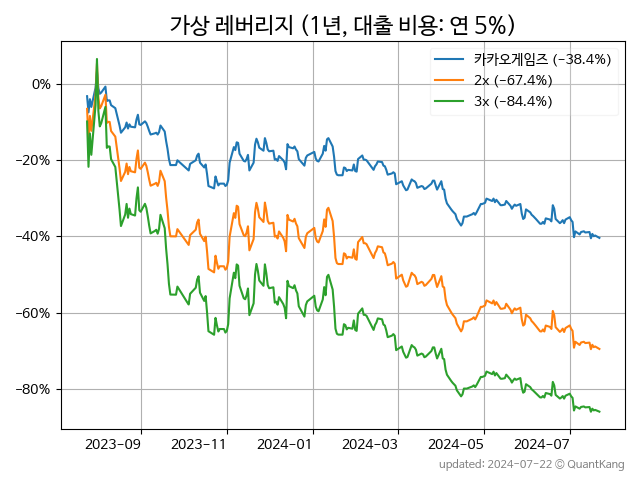 가상 레버리지 (1년, 대출 비용: 연 5%)
카카오게임즈 (-38.4%)
2x (-67.4%)
3x (-84.4%)
0%
-20%
-40%
-60%
-80%
2023-09 2023-11 2024-01 2024-03 2024-05 2024-07
updated: 2024-07-22 © QuantKang